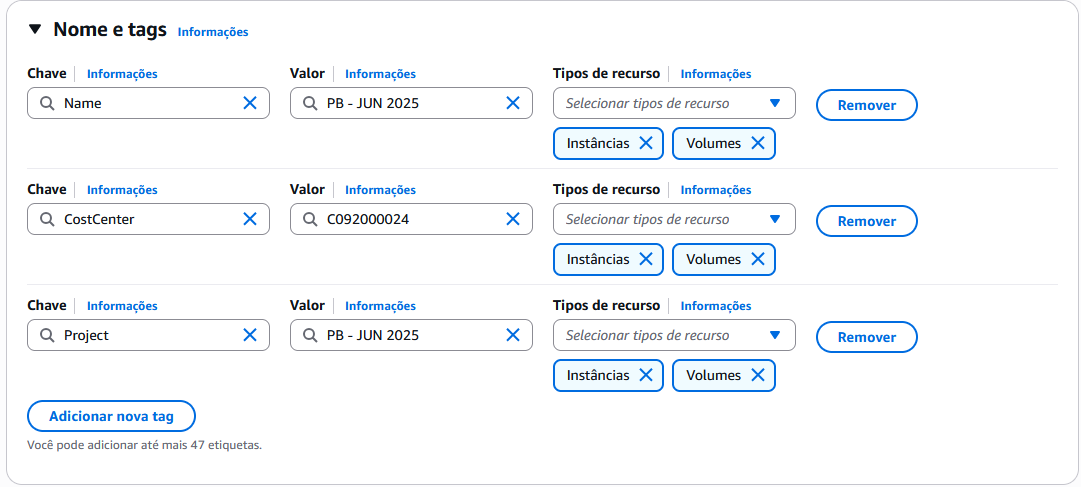 Nome e tags Informações
Chave Informações Valor Informações Tipos de recurso Informações
Name PB - JUN 2025 Selecionar tipos de recurso Remover
Instâncias Volumes
Chave Informações Valor Informações Tipos de recurso Informações
CostCenter C092000024 Selecionar tipos de recurso Remover
Instâncias Volumes
Chave Informações Valor Informações Tipos de recurso Informações
Project PB - JUN 2025 Selecionar tipos de recurso Remover
Instâncias Volumes
Adicionar nova tag
Você pode adicionar até mais 47 etiquetas.